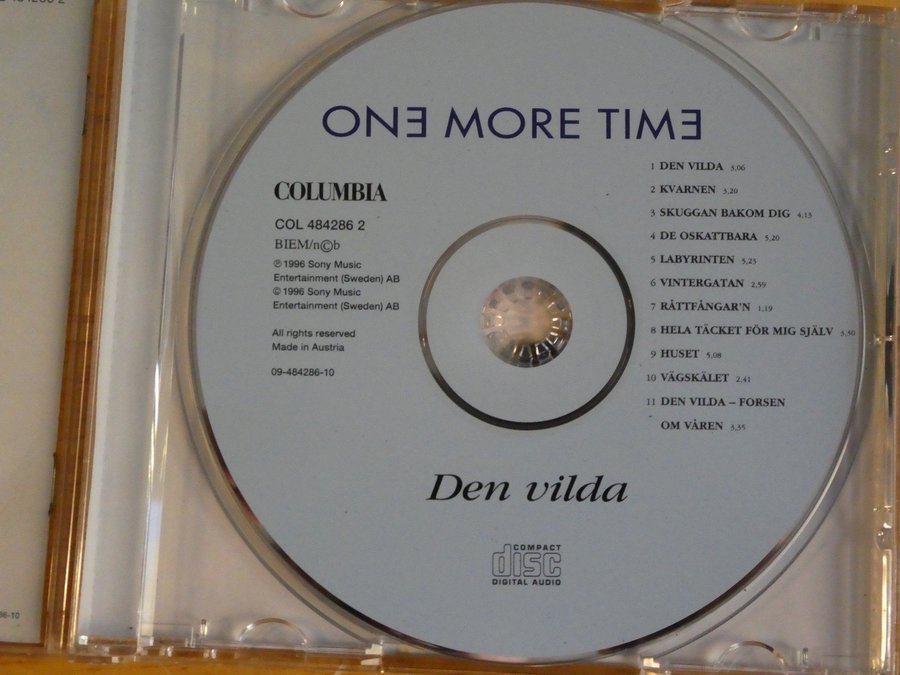 ONE MORE TIME
COLUMBIA
COL 484286 2
BIEM/n©b
℗ 1996 Sony Music
Entertainment (Sweden) AB
© 1996 Sony Music
Entertainment (Sweden) AB
All rights reserved
Made in Austria
09-484286-10
1 DEN VILDA 3,06
2 KVARNEN 3,20
3 SKUGGAN BAKOM DIG 4,13
4 DE OSKATTBARA 5,20
5 LABYRINTEN 5,23
6 VINTERGATAN 2,59
7 RÅTTFÅNGAR'N 1,19
8 HELA TÄCKET FÖR MIG SJÄLV 3,50
9 HUSET 5,08
10 VÄGSKÄLET 2,41
11 DEN VILDA – FORSEN
OM VÅREN 3,35
Den vilda
COMPACT
disc
DIGITAL AUDIO